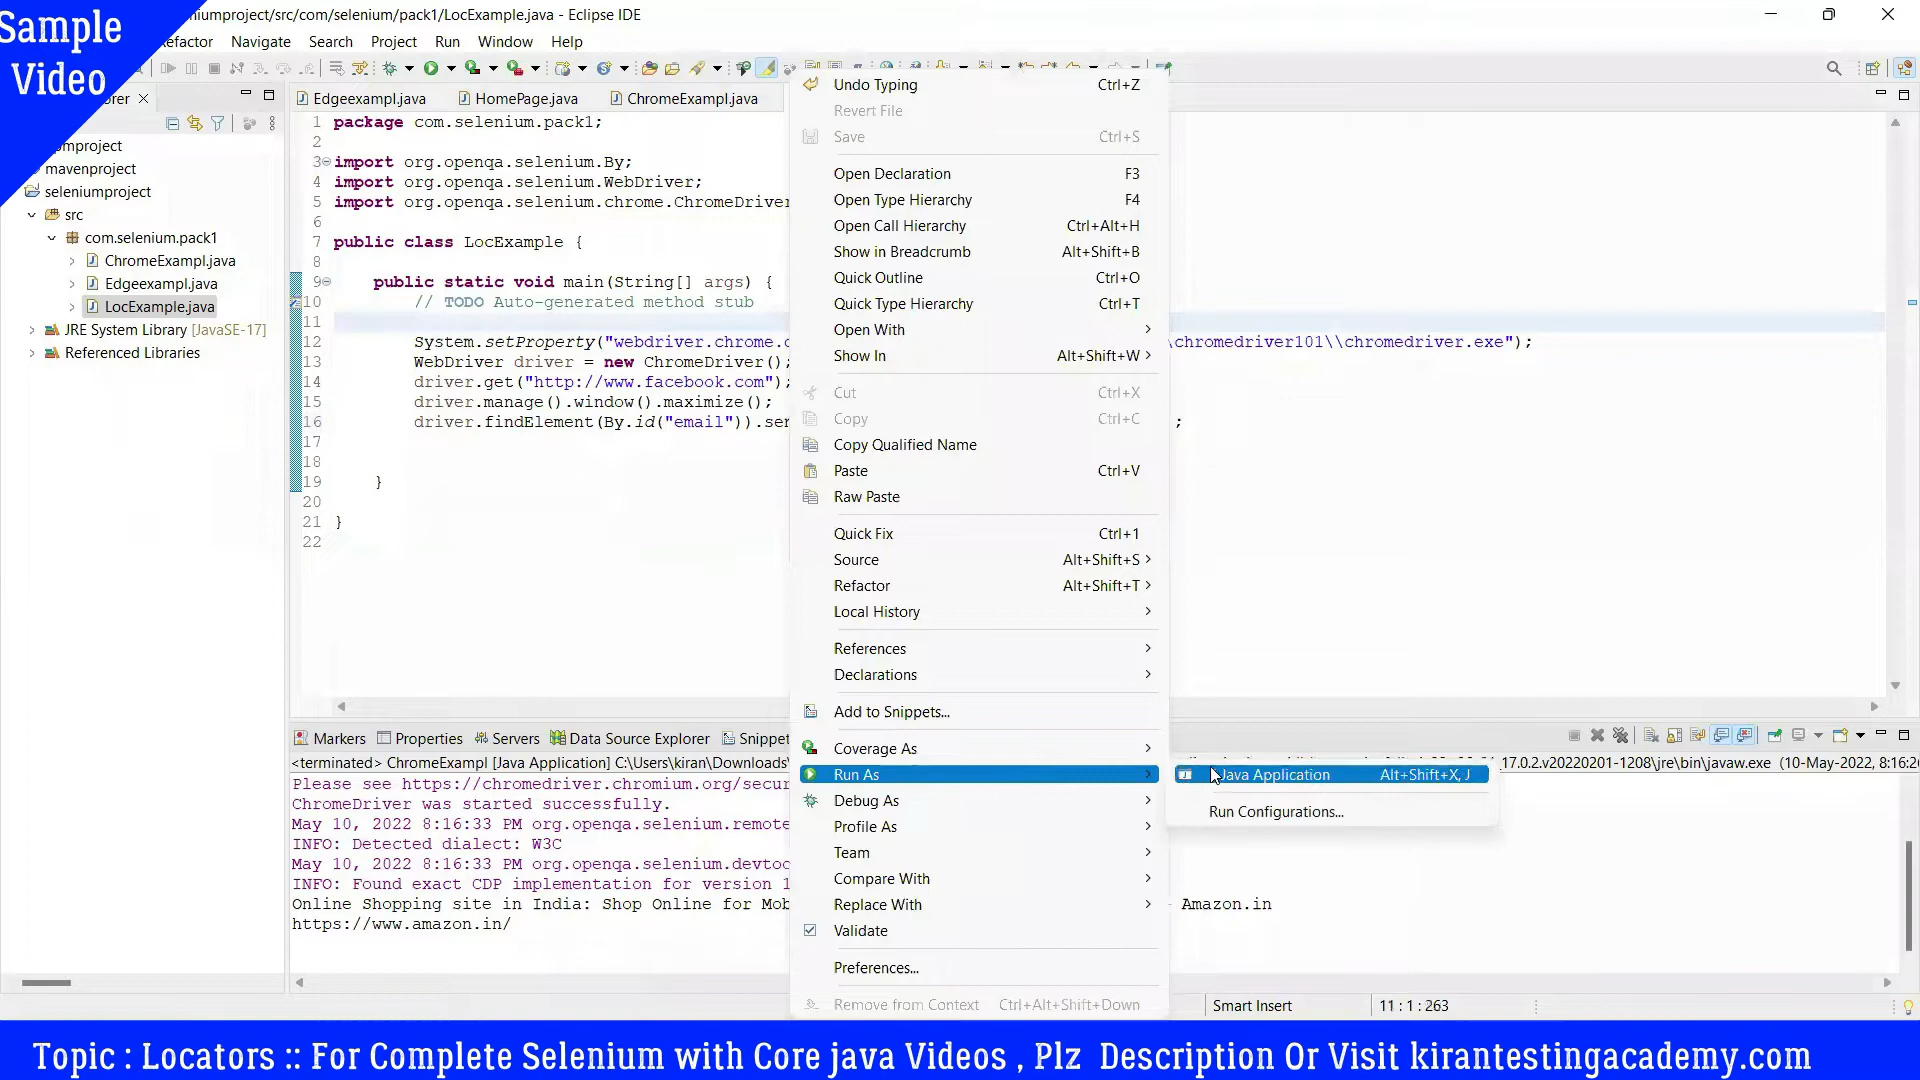 Sample
Video
niumproject/src/com/selenium/pack1/LocExample.java - Eclipse IDE
Refactor Navigate Search Project Run Window Help
Edgeexampl.java HomePage.java ChromeExampl.java
mavenproject
seleniumproject
src
com.selenium.pack1
ChromeExampl.java
Edgeexampl.java
LocExample.java
JRE System Library [JavaSE-17]
Referenced Libraries
1 package com.selenium.pack1;
2
3 import org.openqa.selenium.By;
4 import org.openqa.selenium.WebDriver;
5 import org.openqa.selenium.chrome.ChromeDriver
6
7 public class LocExample {
8
9 public static void main(String[] args) {
10 // TODO Auto-generated method stub
11
12 System.setProperty("webdriver.chrome. \chromedriver101\\chromedriver.exe");
13 WebDriver driver = new ChromeDriver();
14 driver.get("http://www.facebook.com");
15 driver.manage().window().maximize();
16 driver.findElement(By.id("email")).sen ;
17
18
19 }
20
21 }
22
Undo Typing Ctrl+Z
Revert File
Save Ctrl+S
Open Declaration F3
Open Type Hierarchy F4
Open Call Hierarchy Ctrl+Alt+H
Show in Breadcrumb Alt+Shift+B
Quick Outline Ctrl+O
Quick Type Hierarchy Ctrl+T
Open With
Show In Alt+Shift+W
Cut Ctrl+X
Copy Ctrl+C
Copy Qualified Name
Paste Ctrl+V
Raw Paste
Quick Fix Ctrl+1
Source Alt+Shift+S
Refactor Alt+Shift+T
Local History
References
Declarations
Add to Snippets...
Coverage As
Run As
Debug As
Profile As
Team
Compare With
Replace With
Validate
Preferences...
Remove from Context Ctrl+Alt+Shift+Down
Java Application Alt+Shift+X, J
Run Configurations...
Markers Properties Servers Data Source Explorer Snippet
<terminated> ChromeExampl [Java Application] C:\Users\kiran\Downloads\ 17.0.2.v20220201-1208\jre\bin\javaw.exe (10-May-2022, 8:16:2
Please see https://chromedriver.chromium.org/secur
ChromeDriver was started successfully.
May 10, 2022 8:16:33 PM org.openqa.selenium.remote
INFO: Detected dialect: W3C
May 10, 2022 8:16:33 PM org.openqa.selenium.devtoo
INFO: Found exact CDP implementation for version 1
Online Shopping site in India: Shop Online for Mob - Amazon.in
https://www.amazon.in/
Smart Insert 11 : 1 : 263
Topic : Locators :: For Complete Selenium with Core java Videos , Plz Description Or Visit kirantestingacademy.com